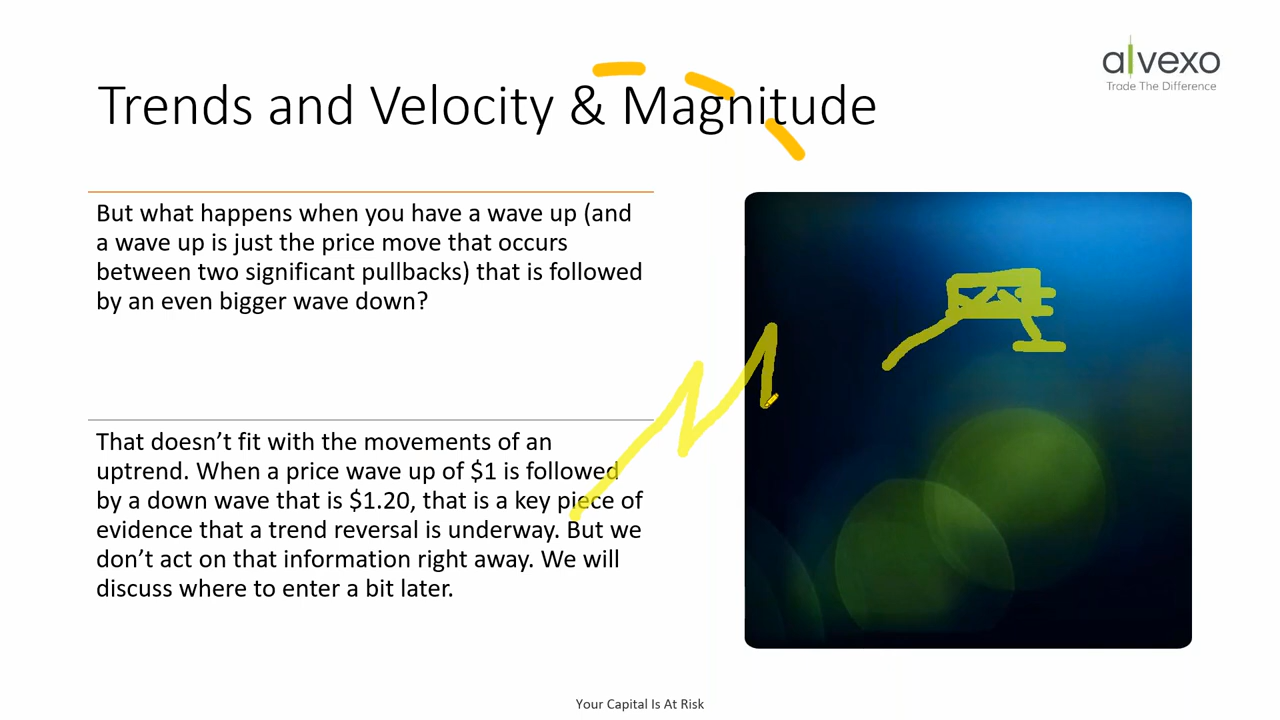 alvexo
Trade The Difference
Trends and Velocity & Magnitude
But what happens when you have a wave up (and
a wave up is just the price move that occurs
between two significant pullbacks) that is followed
by an even bigger wave down?
That doesn’t fit with the movements of an
uptrend. When a price wave up of $1 is followed
by a down wave that is $1.20, that is a key piece of
evidence that a trend reversal is underway. But we
don’t act on that information right away. We will
discuss where to enter a bit later.
Your Capital Is At Risk